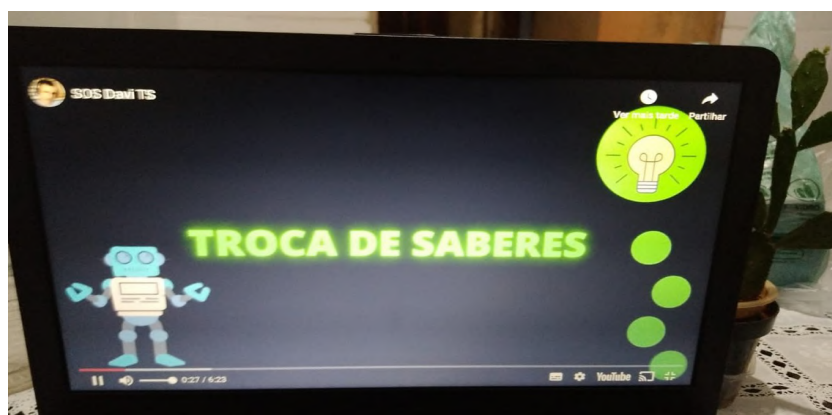 SOS Davi TS
Ver mais tarde
Partilhar
TROCA DE SABERES
0:27 / 6:23
YouTube